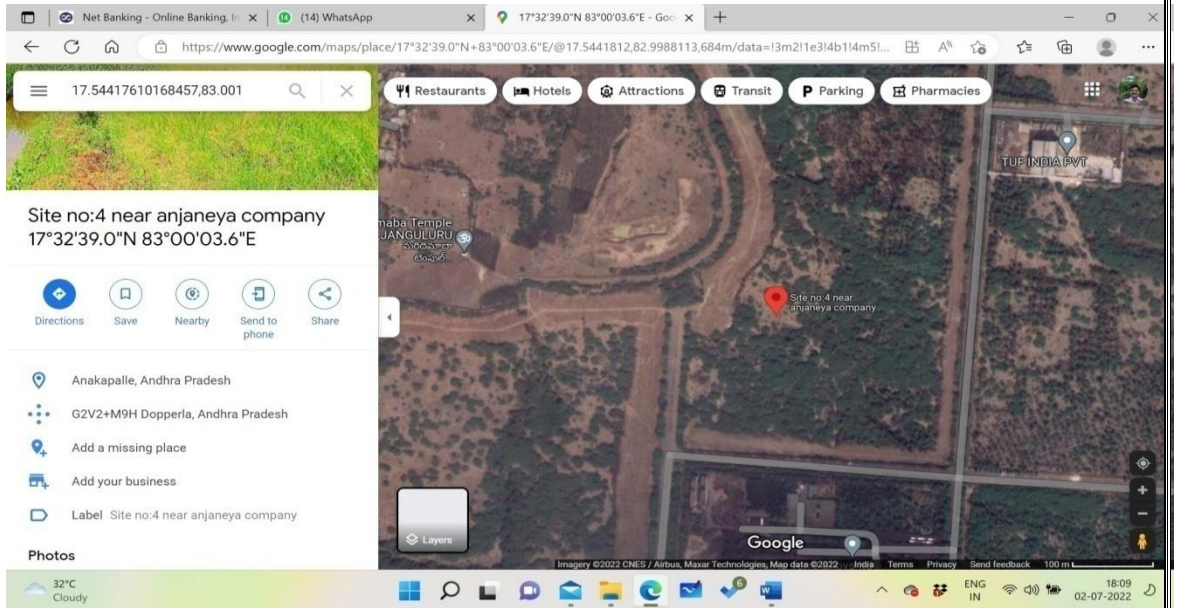 Net Banking - Online Banking, In
(14) WhatsApp
17°32'39.0"N 83°00'03.6"E - Goo
https://www.google.com/maps/place/17°32'39.0"N+83°00'03.6"E/@17.5441812,82.9988113,684m/data=!3m2!1e3!4b1!4m5!...
17.54417610168457,83.001
Restaurants
Hotels
Attractions
Transit
Parking
Pharmacies
TUF INDIA PVT
Site no:4 near anjaneya company
17°32'39.0"N 83°00'03.6"E
maba Temple
JANGULURU
Directions
Save
Nearby
Send to
phone
Share
Site no:4 near
anjaneya company
Anakapalle, Andhra Pradesh
G2V2+M9H Dopperla, Andhra Pradesh
Add a missing place
Add your business
Label Site no:4 near anjaneya company
Photos
Layers
Google
Imagery ©2022 CNES / Airbus, Maxar Technologies, Map data ©2022
India
Terms
Privacy
Send feedback
100 m
32°C
Cloudy
6
ENG
IN
18:09
02-07-2022